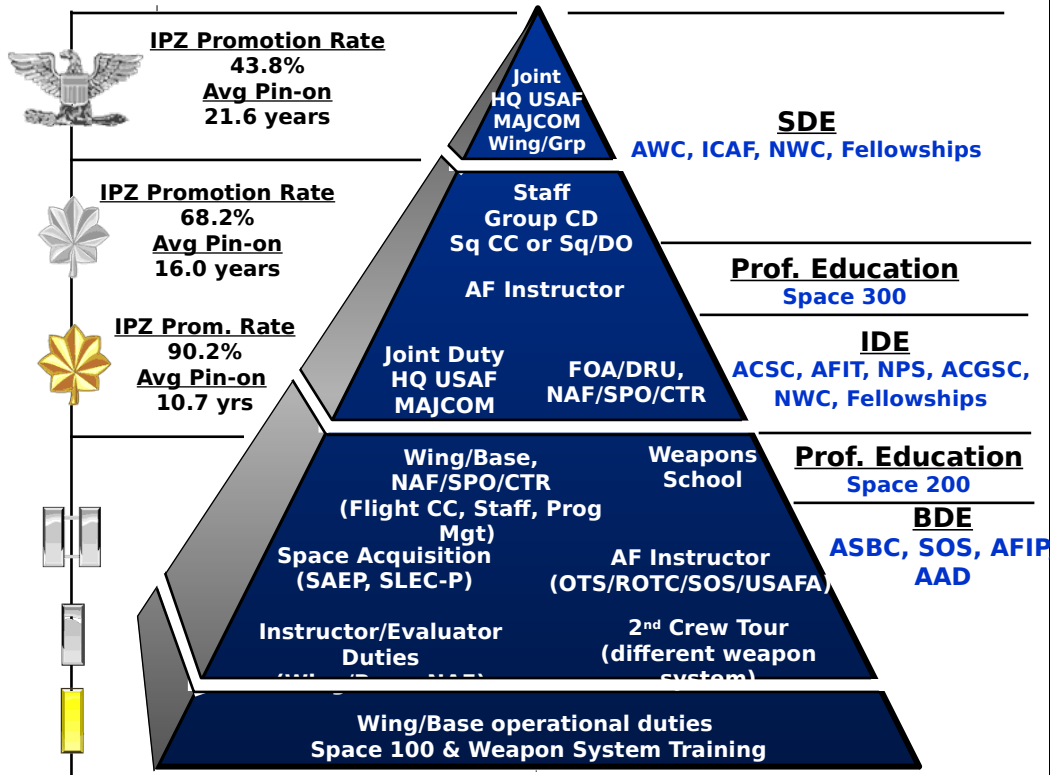 IPZ Promotion Rate
43.8%
Avg Pin-on
21.6 years
IPZ Promotion Rate
68.2%
Avg Pin-on
16.0 years
IPZ Prom. Rate
90.2%
Avg Pin-on
10.7 yrs
Joint
HQ USAF
MAJCOM
Wing/Grp
Staff
Group CD
Sq CC or Sq/DO
AF Instructor
Joint Duty
HQ USAF
MAJCOM
FOA/DRU,
NAF/SPO/CTR
Wing/Base,
NAF/SPO/CTR
(Flight CC, Staff, Prog
Mgt)
Weapons
School
Space Acquisition
(SAEP, SLEC-P)
AF Instructor
(OTS/ROTC/SOS/USAFA)
Instructor/Evaluator
Duties
2nd Crew Tour
(different weapon
system)
Wing/Base operational duties
Space 100 & Weapon System Training
SDE
AWC, ICAF, NWC, Fellowships
Prof. Education
Space 300
IDE
ACSC, AFIT, NPS, ACGSC,
NWC, Fellowships
Prof. Education
Space 200
BDE
ASBC, SOS, AFIP
AAD